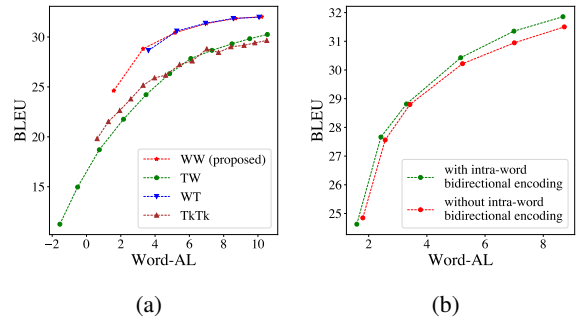 BLEU
30
25
20
15
−2 0 2 4 6 8 10
Word-AL
WW (proposed)
TW
WT
TkTk
(a)
BLEU
32
31
30
29
28
27
26
25
2 4 6 8
Word-AL
with intra-word
bidirectional encoding
without intra-word
bidirectional encoding
(b)